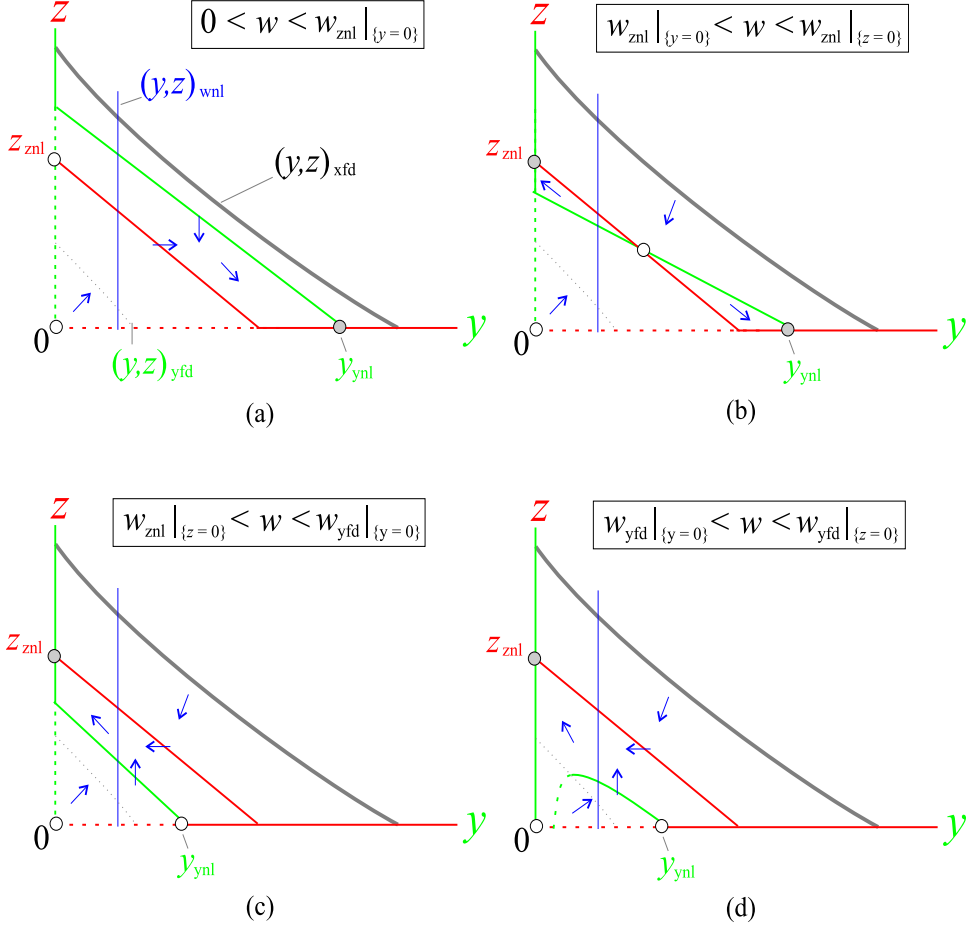 z
0 < w < w_znl|{y = 0}
(y,z)_wnl
z_znl
(y,z)_xfd
0
y
(y,z)_yfd
y_ynl
(a)
z
w_znl|{y = 0} < w < w_znl|{z = 0}
z_znl
0
y
y_ynl
(b)
z
w_znl|{z = 0} < w < w_yfd|{y = 0}
z_znl
0
y
y_ynl
(c)
z
w_yfd|{y = 0} < w < w_yfd|{z = 0}
z_znl
0
y
y_ynl
(d)